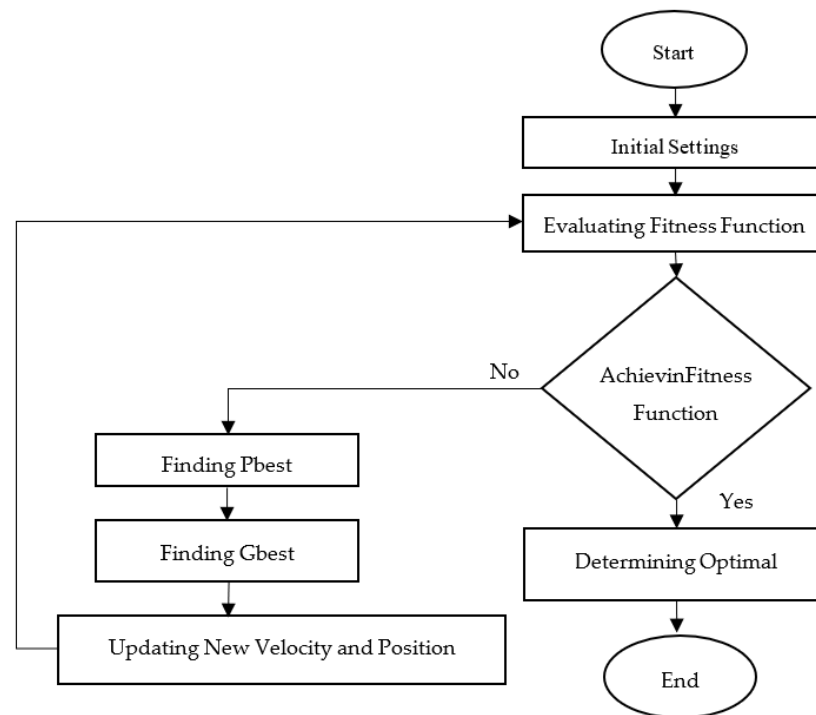 Start
Initial Settings
Evaluating Fitness Function
AchievinFitness
Function
No
Yes
Finding Pbest
Finding Gbest
Updating New Velocity and Position
Determining Optimal
End